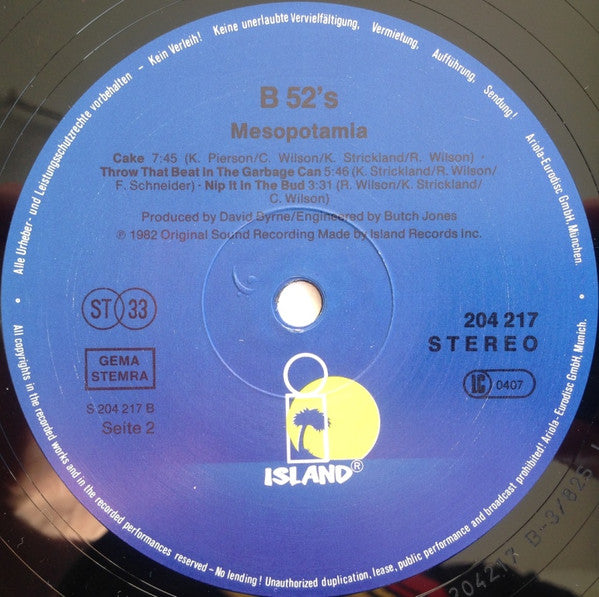 Alle Urheber- und Leistungsschutzrechte vorbehalten - Kein Verleih! Keine unerlaubte Vervielfältigung, Vermietung, Aufführung, Sendung! Ariola-Eurodisc GmbH, München.
B 52's
Mesopotamia
Cake 7:45 (K. Pierson/C. Wilson/K. Strickland/R. Wilson) ·
Throw That Beat In The Garbage Can 5:46 (K. Strickland/R. Wilson/
F. Schneider) · Nip It In The Bud 3:31 (R. Wilson/K. Strickland/
C. Wilson)
Produced by David Byrne/Engineered by Butch Jones
℗ 1982 Original Sound Recording Made by Island Records Inc.
ST 33
GEMA
STEMRA
S 204 217 B
Seite 2
204 217
STEREO
LC 0407
ISLAND®
All copyrights in the recorded works and in the recorded performances reserved - No lending! Unauthorized duplication, lease, public performance and broadcast prohibited! Ariola- Eurodisc GmbH, Munich.
204217 B-3/825